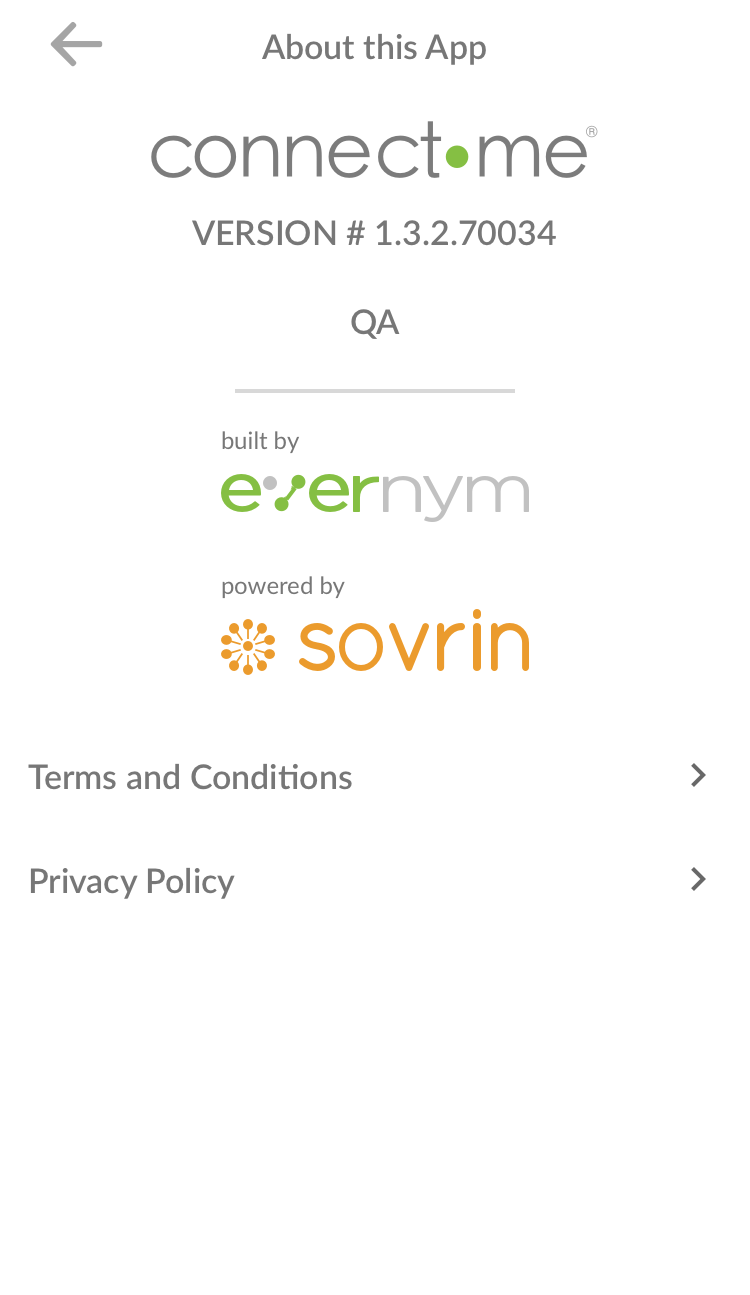 About this App
connect•me®
VERSION # 1.3.2.70034
QA
built by
evernym
powered by
sovrin
Terms and Conditions
Privacy Policy